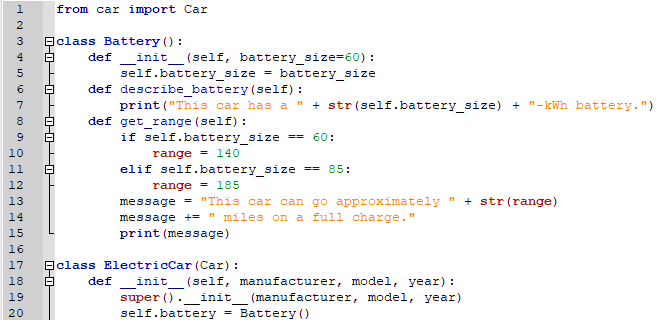 1 from car import Car
2
3 class Battery():
4     def __init__(self, battery_size=60):
5         self.battery_size = battery_size
6     def describe_battery(self):
7         print("This car has a " + str(self.battery_size) + "-kWh battery.")
8     def get_range(self):
9         if self.battery_size == 60:
10             range = 140
11         elif self.battery_size == 85:
12             range = 185
13         message = "This car can go approximately " + str(range)
14         message += " miles on a full charge."
15         print(message)
16
17 class ElectricCar(Car):
18     def __init__(self, manufacturer, model, year):
19         super().__init__(manufacturer, model, year)
20         self.battery = Battery()